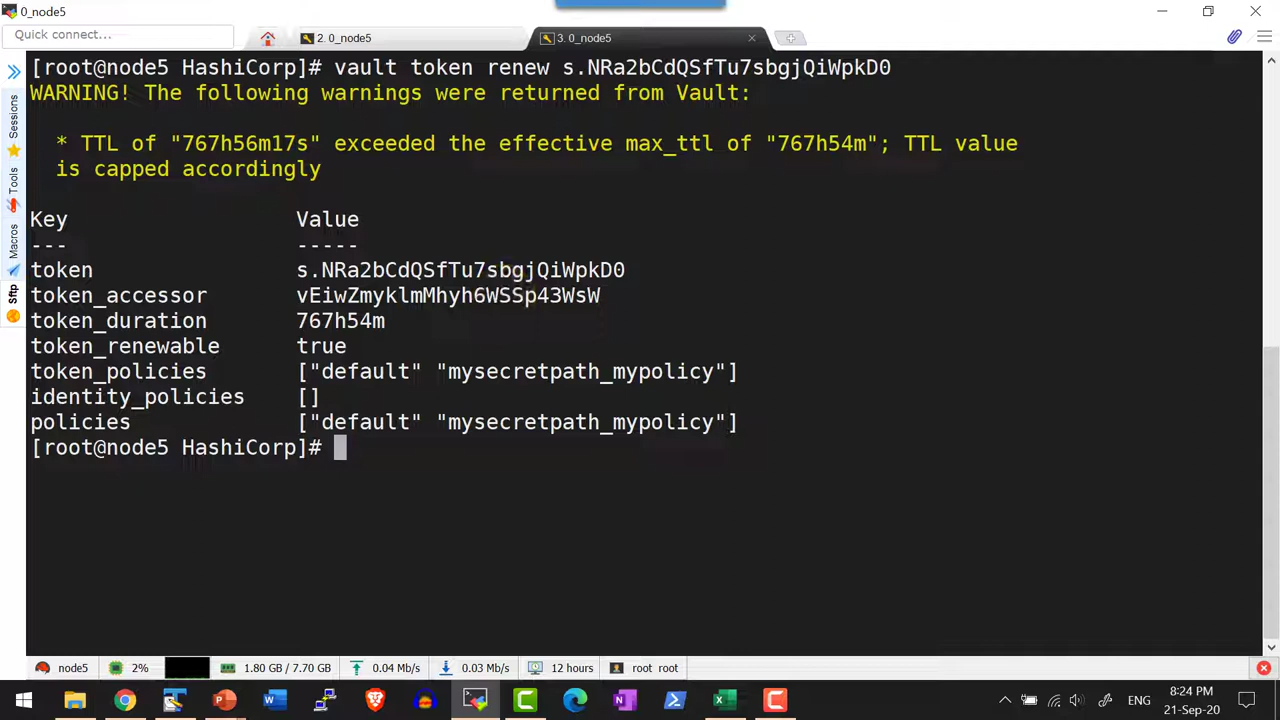 0_node5
Quick connect...
2. 0_node5
3. 0_node5
Sessions
Tools
Macros
Sftp
[root@node5 HashiCorp]# vault token renew s.NRa2bCdQSfTu7sbgjQiWpkD0
WARNING! The following warnings were returned from Vault:
* TTL of "767h56m17s" exceeded the effective max_ttl of "767h54m"; TTL value
is capped accordingly
Key Value
--- -----
token s.NRa2bCdQSfTu7sbgjQiWpkD0
token_accessor vEiwZmyklmMhyh6WSSp43WsW
token_duration 767h54m
token_renewable true
token_policies ["default" "mysecretpath_mypolicy"]
identity_policies []
policies ["default" "mysecretpath_mypolicy"]
[root@node5 HashiCorp]#
node5 2% 1.80 GB / 7.70 GB 0.04 Mb/s 0.03 Mb/s 12 hours root root
ENG
8:24 PM
21-Sep-20